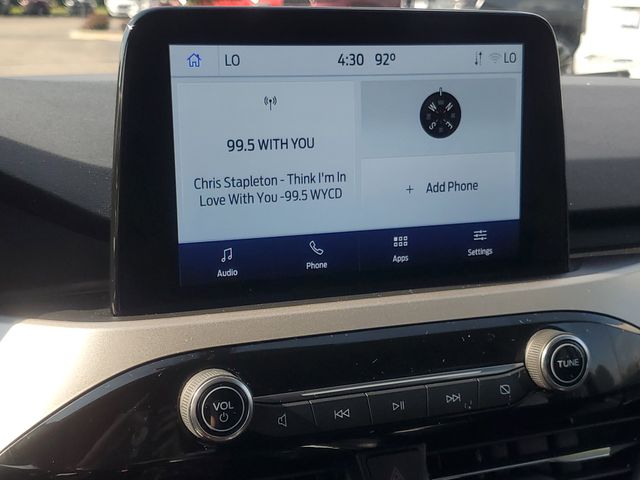 LO
4:30 92°
LO
99.5 WITH YOU
Chris Stapleton - Think I'm In
Love With You -99.5 WYCD
N
W
E
S
+ Add Phone
Audio
Phone
Apps
Settings
VOL
TUNE